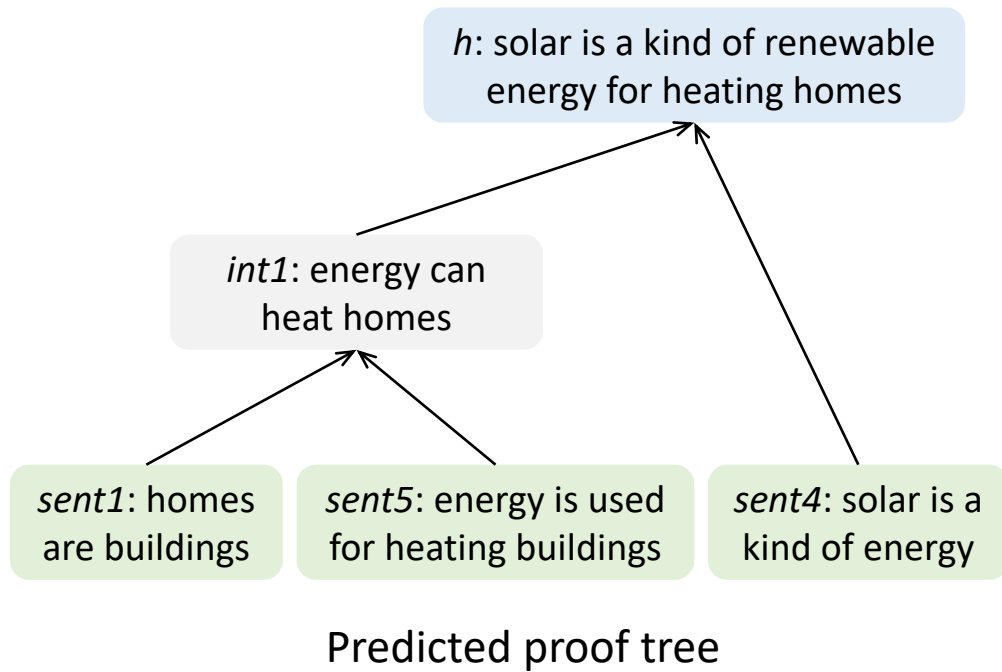 h: solar is a kind of renewable
energy for heating homes
int1: energy can
heat homes
sent1: homes
are buildings
sent5: energy is used
for heating buildings
sent4: solar is a
kind of energy
Predicted proof tree